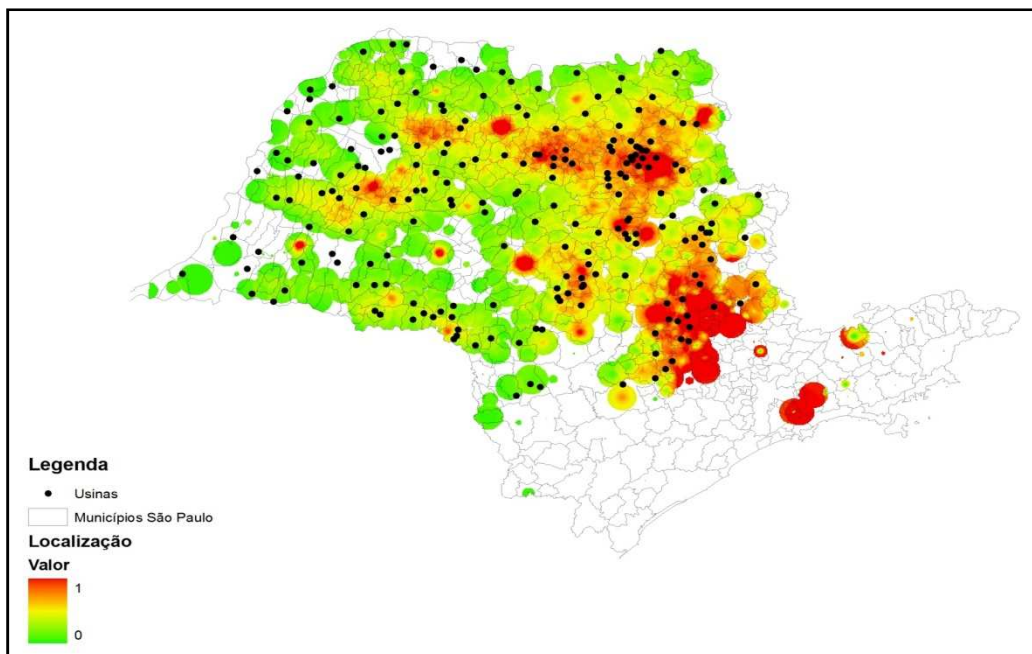 Legenda
Usinas
Municípios São Paulo
Localização
Valor
1
0